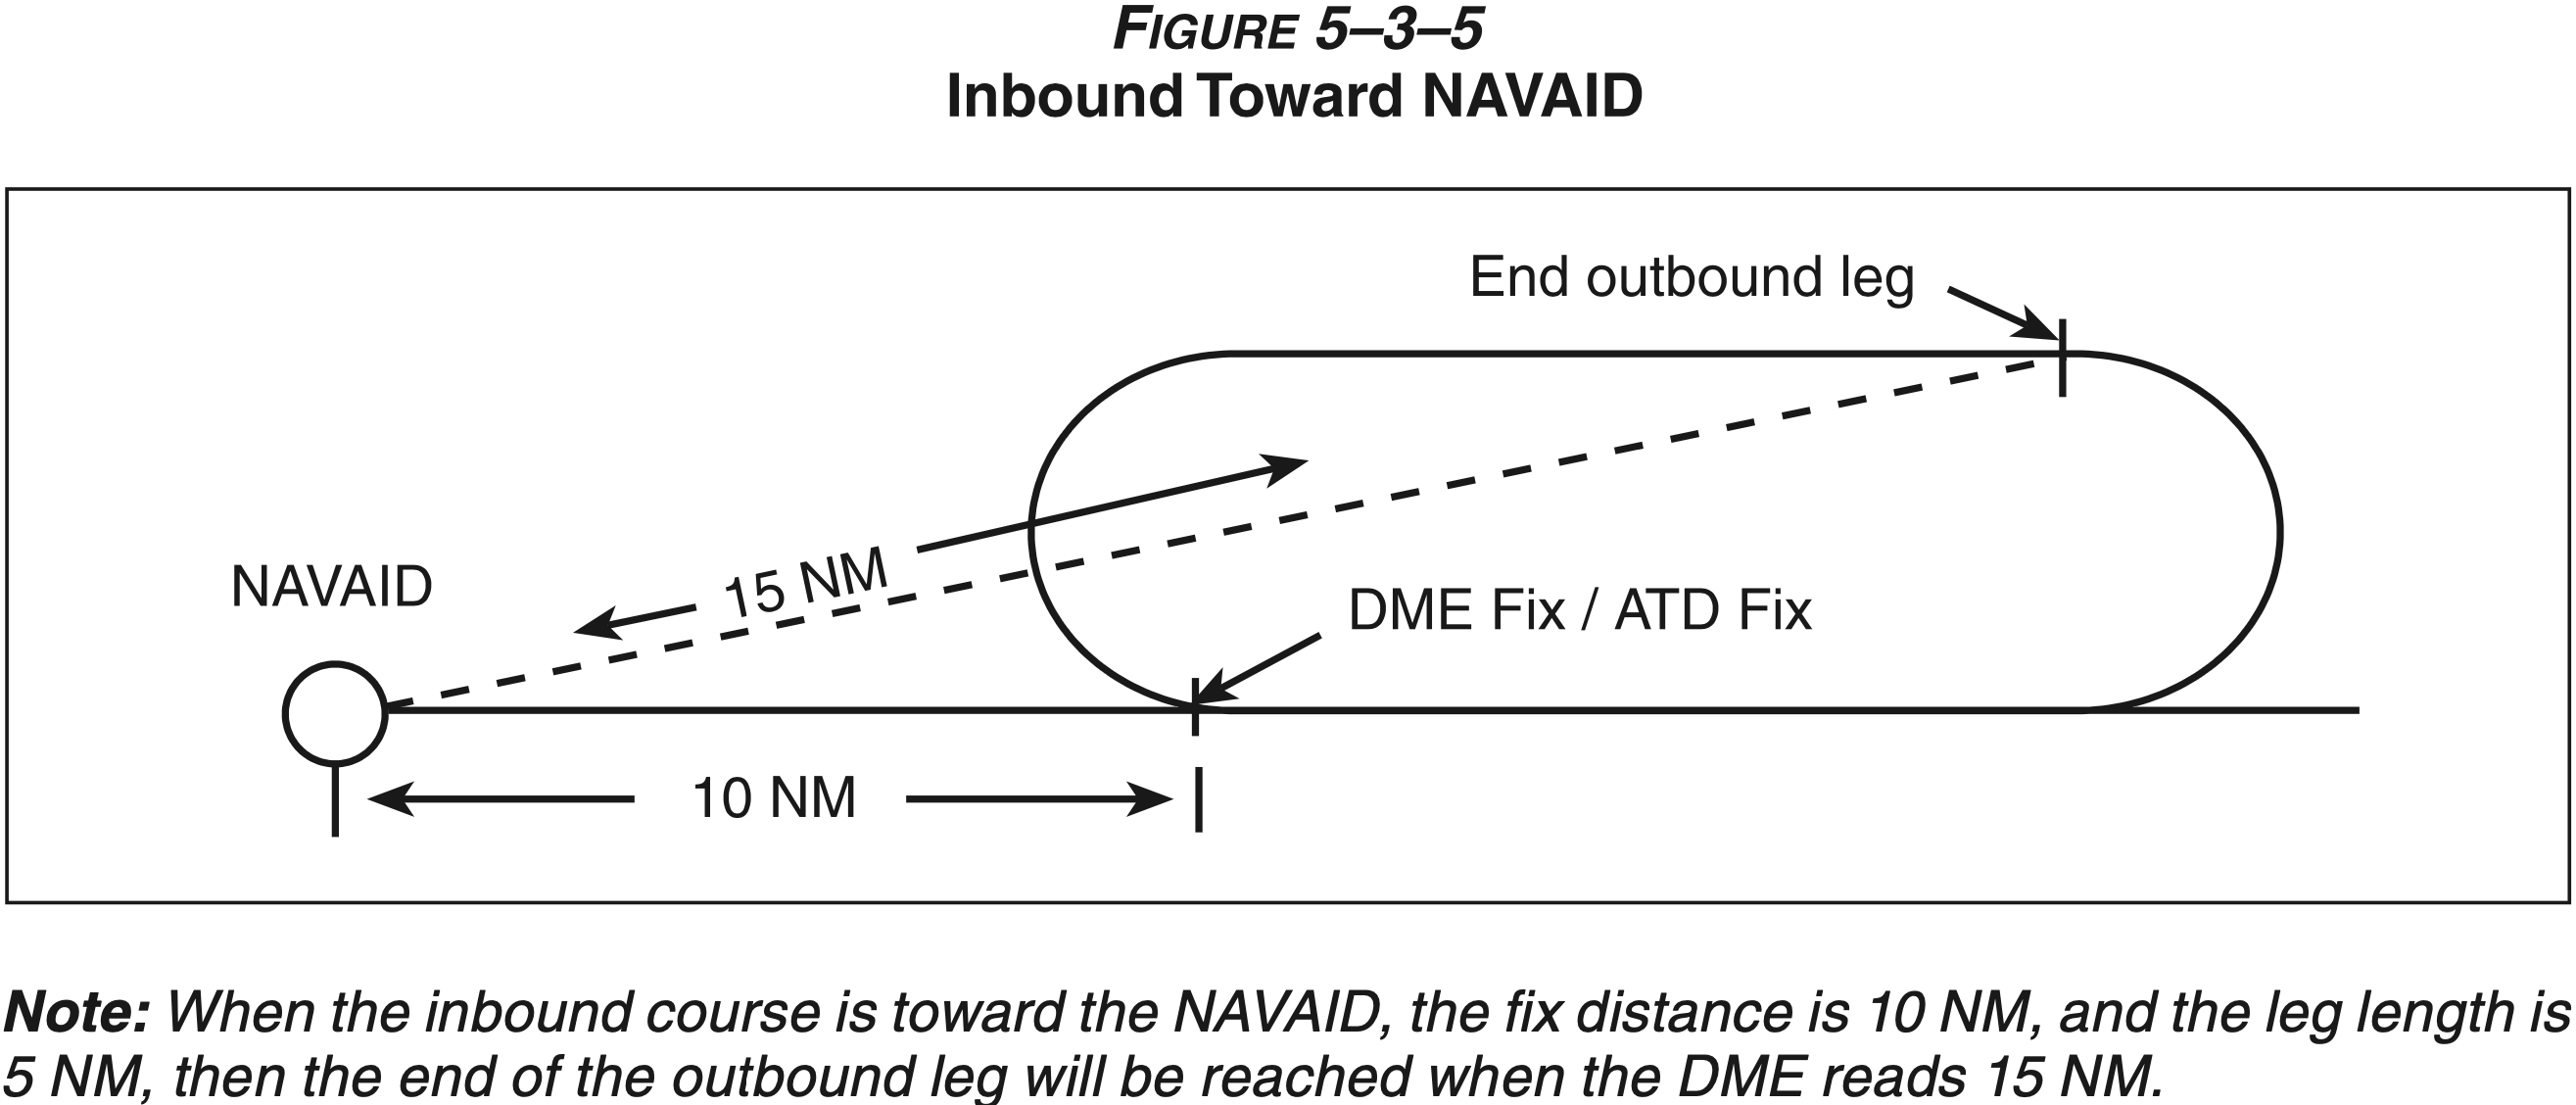 FIGURE 5–3–5
Inbound Toward NAVAID
End outbound leg
15 NM
NAVAID
DME Fix / ATD Fix
10 NM
Note: When the inbound course is toward the NAVAID, the fix distance is 10 NM, and the leg length is
5 NM, then the end of the outbound leg will be reached when the DME reads 15 NM.